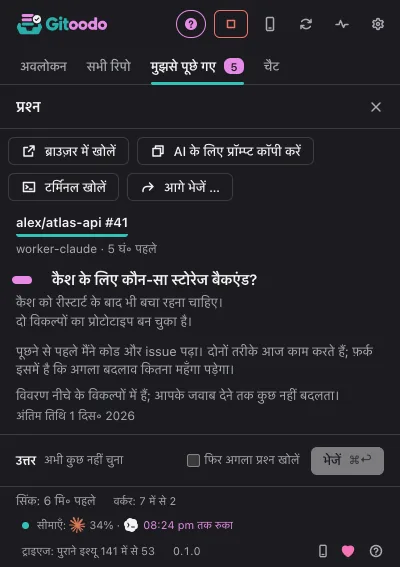 Gitoodo
अवलोकन सभी रिपो मुझसे पूछे गए 5 चैट
प्रश्न
ब्राउज़र में खोलें AI के लिए प्रॉम्प्ट कॉपी करें
टर्मिनल खोलें आगे भेजें ...
alex/atlas-api #41
worker-claude · 5 घं॰ पहले
कैश के लिए कौन-सा स्टोरेज बैकएंड?
कैश को रीस्टार्ट के बाद भी बचा रहना चाहिए।
दो विकल्पों का प्रोटोटाइप बन चुका है।
पूछने से पहले मैंने कोड और issue पढ़ा। दोनों तरीके आज काम करते हैं; फ़र्क
इसमें है कि अगला बदलाव कितना महँगा पड़ेगा।
विवरण नीचे के विकल्पों में हैं; आपके जवाब देने तक कुछ नहीं बदलता।
अंतिम तिथि 1 दिस॰ 2026
उत्तर अभी कुछ नहीं चुना फिर अगला प्रश्न खोलें भेजें ⌘↩
सिंक: 6 मि॰ पहले वर्कर: 7 में से 2
सीमाएँ: 34% · 08:24 pm तक रुका
ट्राइएज: पुराने इश्यू 141 में से 53 0.1.0